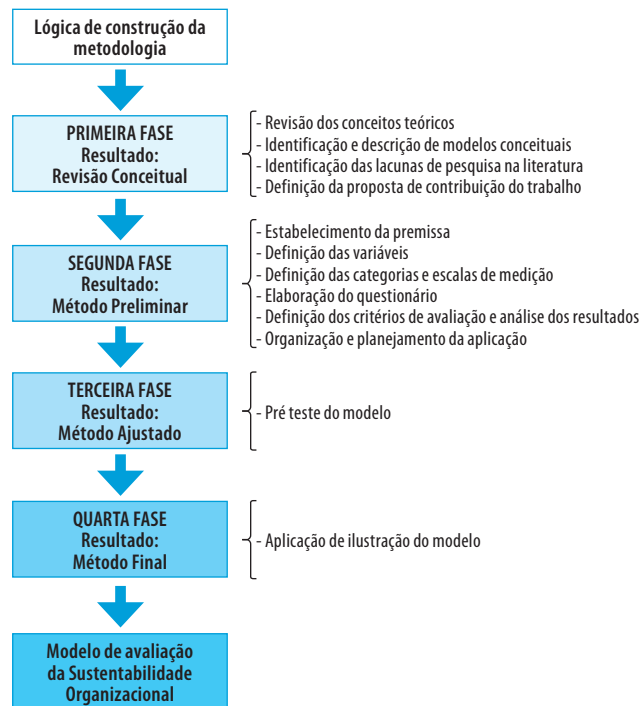 Lógica de construção da
metodologia
PRIMEIRA FASE
Resultado:
Revisão Conceitual
- Revisão dos conceitos teóricos
- Identificação e descrição de modelos conceituais
- Identificação das lacunas de pesquisa na literatura
- Definição da proposta de contribuição do trabalho
SEGUNDA FASE
Resultado:
Método Preliminar
- Estabelecimento da premissa
- Definição das variáveis
- Definição das categorias e escalas de medição
- Elaboração do questionário
- Definição dos critérios de avaliação e análise dos resultados
- Organização e planejamento da aplicação
TERCEIRA FASE
Resultado:
Método Ajustado
- Pré teste do modelo
QUARTA FASE
Resultado:
Método Final
- Aplicação de ilustração do modelo
Modelo de avaliação
da Sustentabilidade
Organizacional